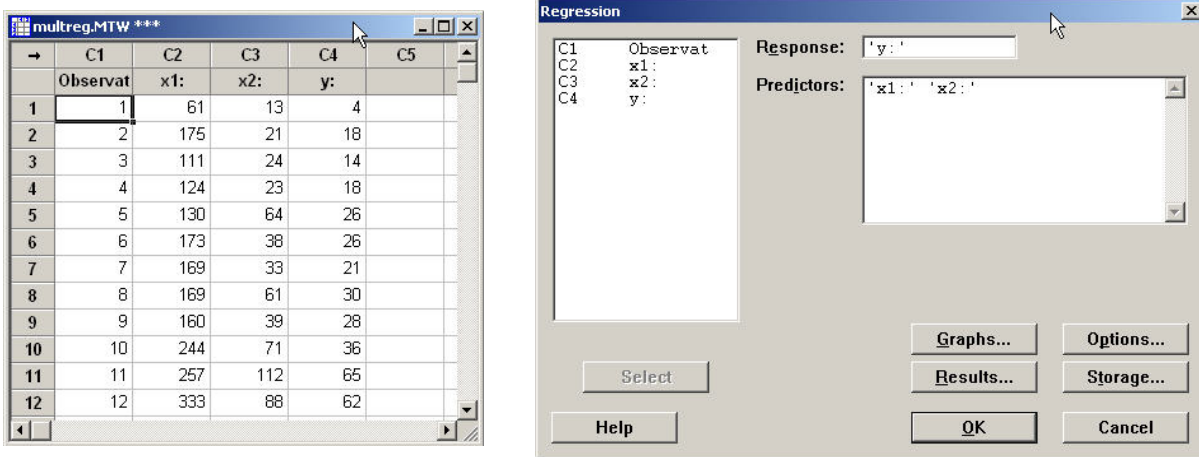 multreg.MTW ***
→ C1 C2 C3 C4 C5
Observat x1: x2: y:
1 1 61 13 4
2 2 175 21 18
3 3 111 24 14
4 4 124 23 18
5 5 130 64 26
6 6 173 38 26
7 7 169 33 21
8 8 169 61 30
9 9 160 39 28
10 10 244 71 36
11 11 257 112 65
12 12 333 88 62
Regression
C1 Observat
C2 x1:
C3 x2:
C4 y:
Response: 'y:'
Predictors: 'x1:' 'x2:'
Graphs... Options...
Select Results... Storage...
Help OK Cancel